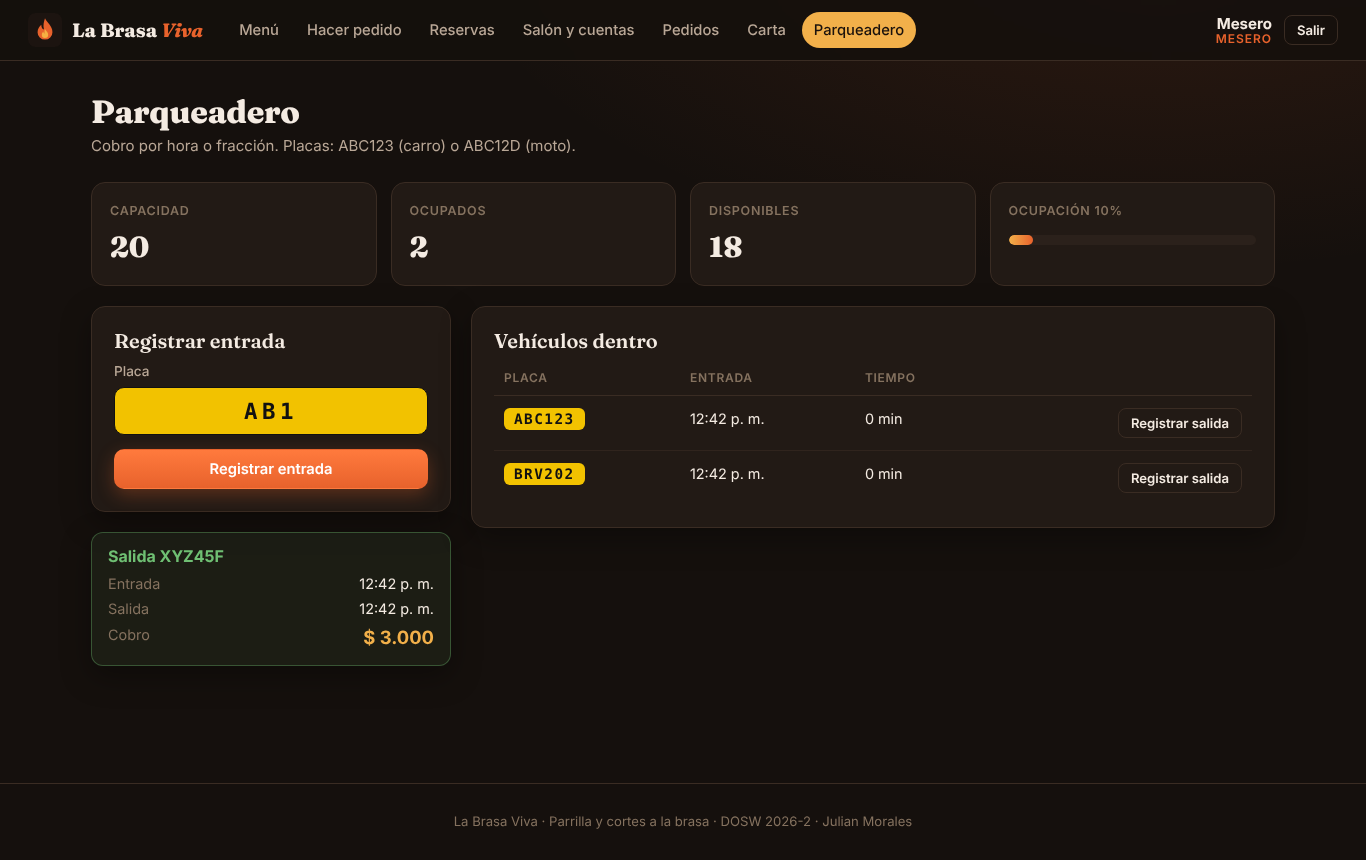 La Brasa Viva
Menú
Hacer pedido
Reservas
Salón y cuentas
Pedidos
Carta
Parqueadero
Mesero
MESERO
Salir
Parqueadero
Cobro por hora o fracción. Placas: ABC123 (carro) o ABC12D (moto).
CAPACIDAD
20
OCUPADOS
2
DISPONIBLES
18
OCUPACIÓN 10%
Registrar entrada
Placa
AB1
Registrar entrada
Salida XYZ45F
Entrada 12:42 p. m.
Salida 12:42 p. m.
Cobro $ 3.000
Vehículos dentro
PLACA ENTRADA TIEMPO
ABC123 12:42 p. m. 0 min Registrar salida
BRV202 12:42 p. m. 0 min Registrar salida
La Brasa Viva · Parrilla y cortes a la brasa · DOSW 2026-2 · Julian Morales